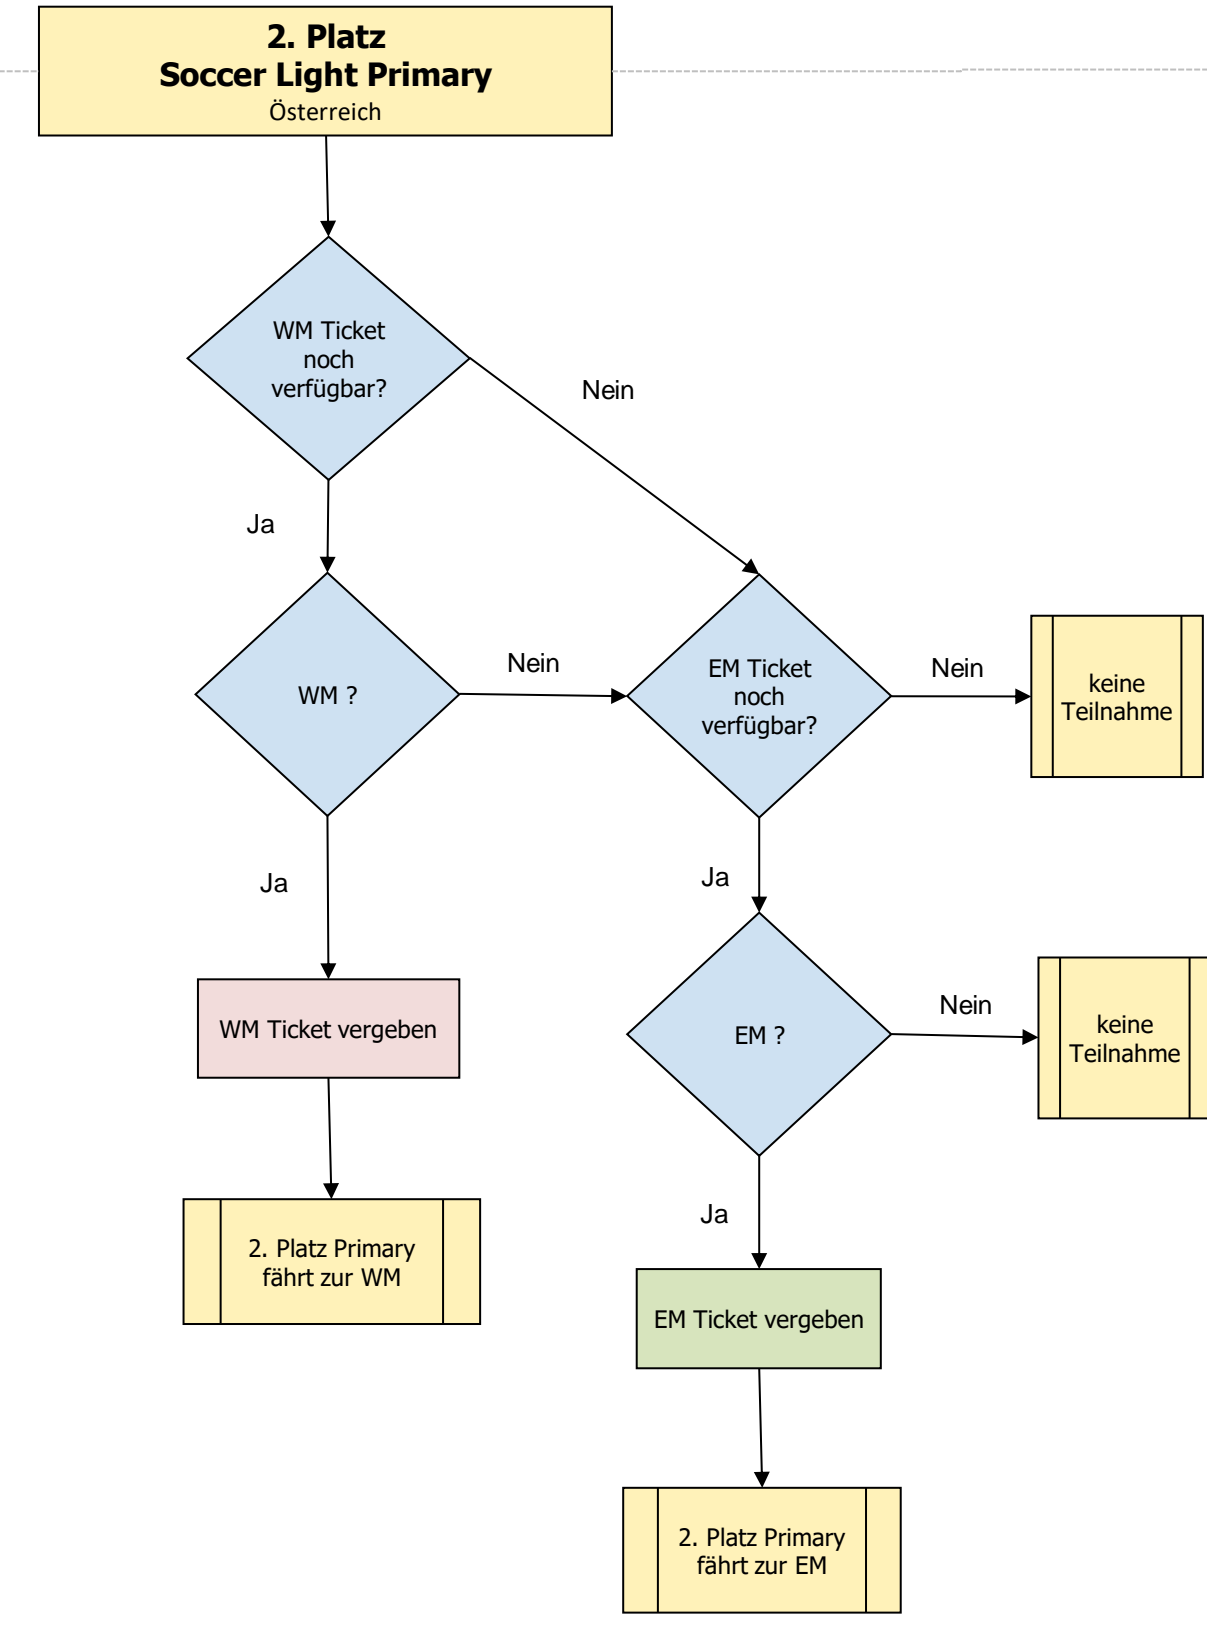 2. Platz
Soccer Light Primary
Österreich
WM Ticket
noch
verfügbar?
Nein
Ja
WM ?
Nein
EM Ticket
noch
verfügbar?
Nein
keine
Teilnahme
Ja
Ja
WM Ticket vergeben
EM ?
Nein
keine
Teilnahme
2. Platz Primary
fährt zur WM
Ja
EM Ticket vergeben
2. Platz Primary
fährt zur EM